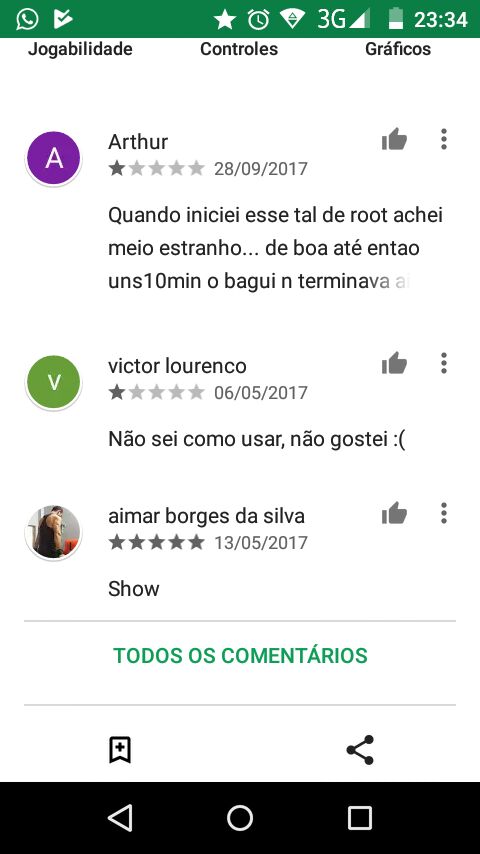 3G 23:34
Jogabilidade Controles Gráficos
A
Arthur
28/09/2017
Quando iniciei esse tal de root achei
meio estranho... de boa até entao
uns10min o bagui n terminava
v
victor lourenco
06/05/2017
Não sei como usar, não gostei :(
aimar borges da silva
13/05/2017
Show
TODOS OS COMENTÁRIOS